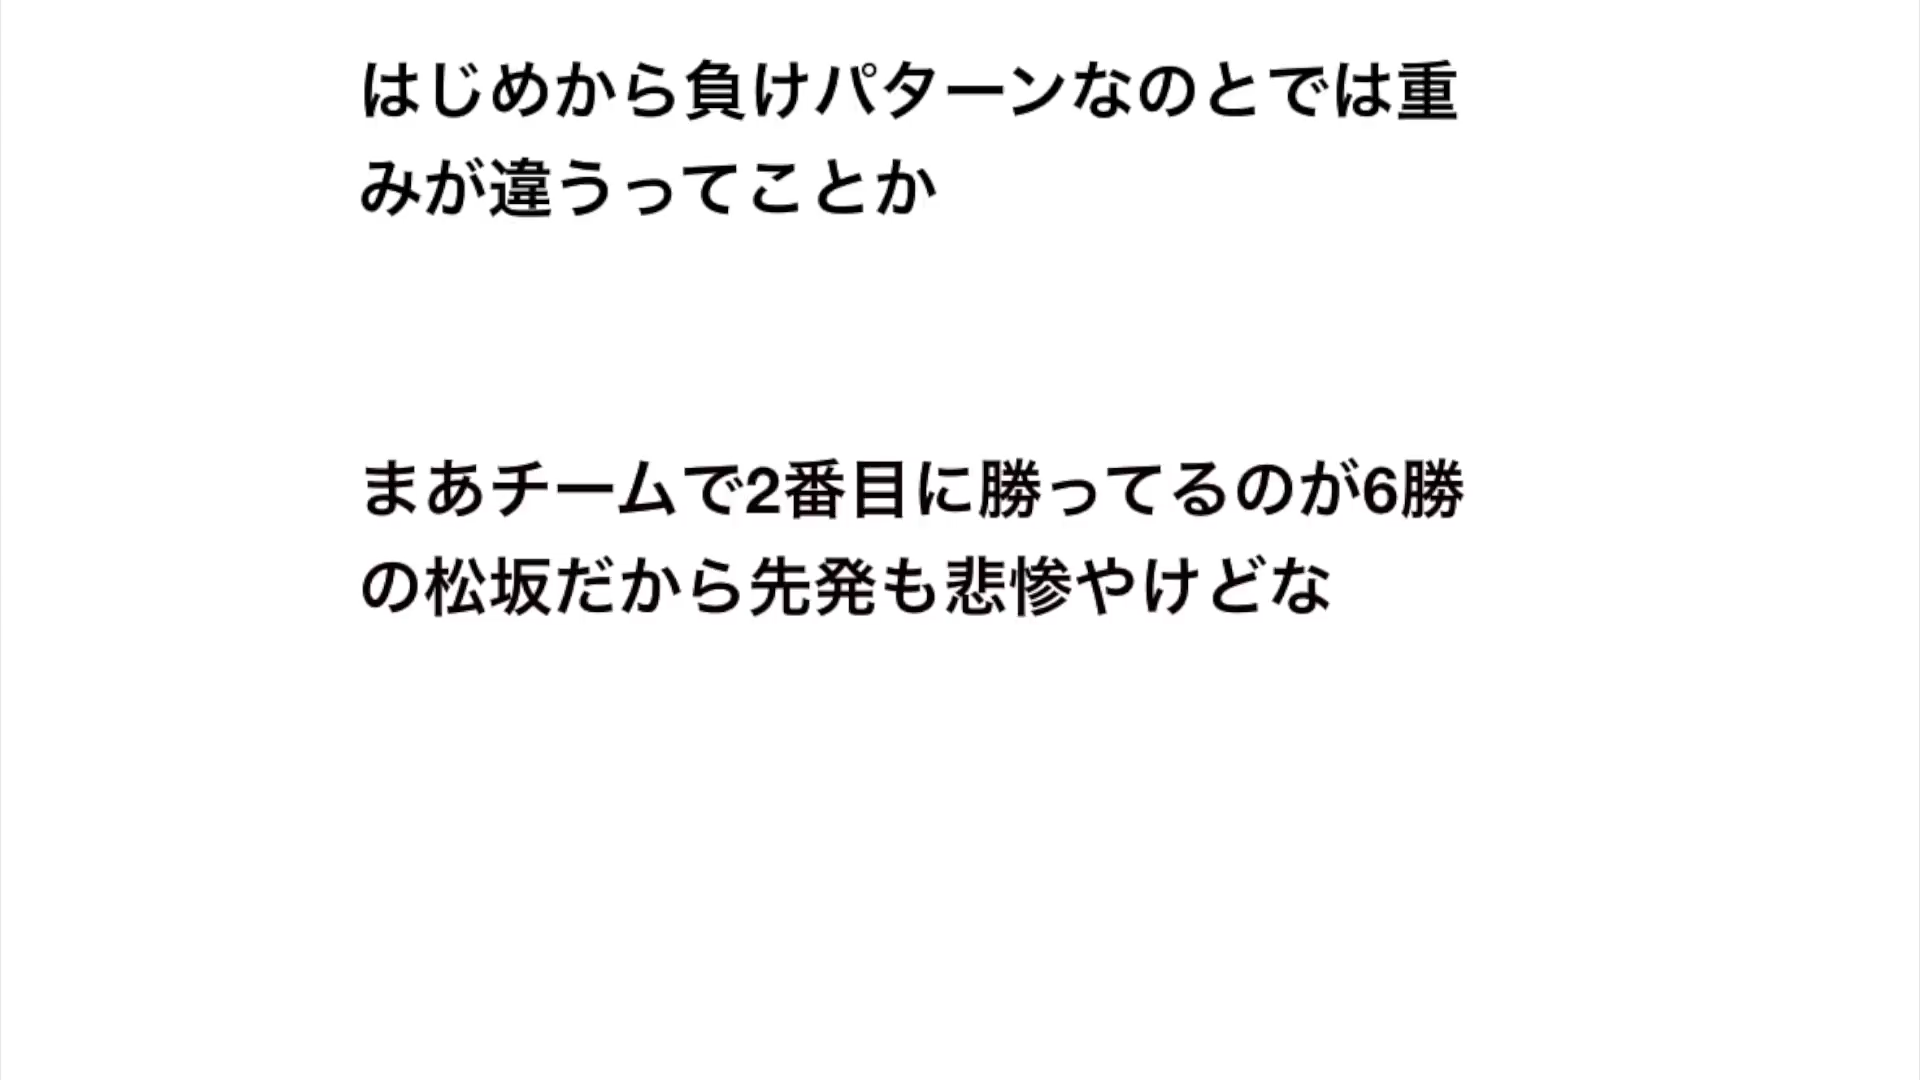 はじめから負けパターンなのとでは重
みが違うってことか
まあチームで2番目に勝ってるのが6勝
の松坂だから先発も悲惨やけどな